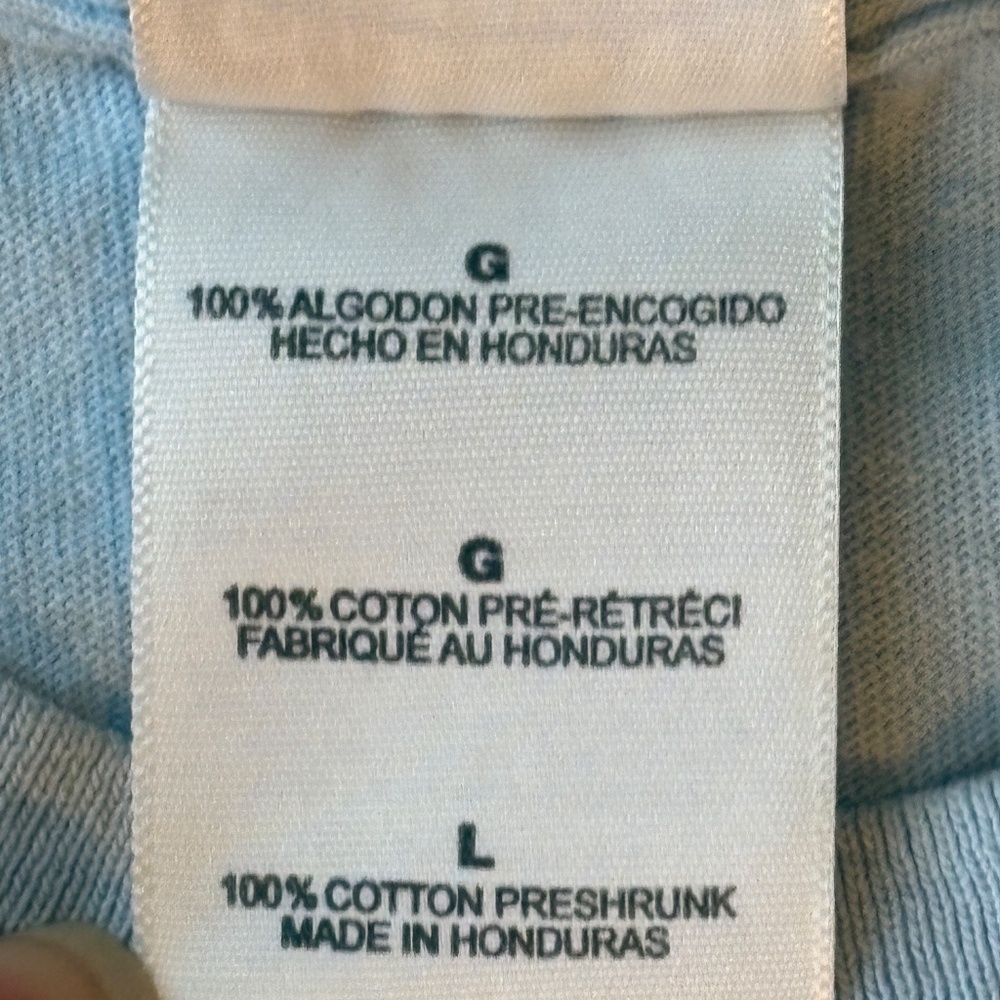 G
100% ALGODON PRE-ENCOGIDO
HECHO EN HONDURAS
G
100% COTON PRÉ-RÉTRÉCI
FABRIQUÉ AU HONDURAS
L
100% COTTON PRESHRUNK
MADE IN HONDURAS